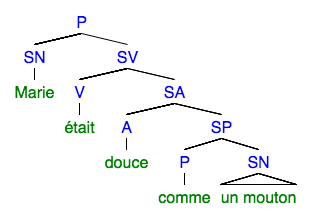 P
SN SV
Marie V SA
était A SP
douce P SN
comme un mouton